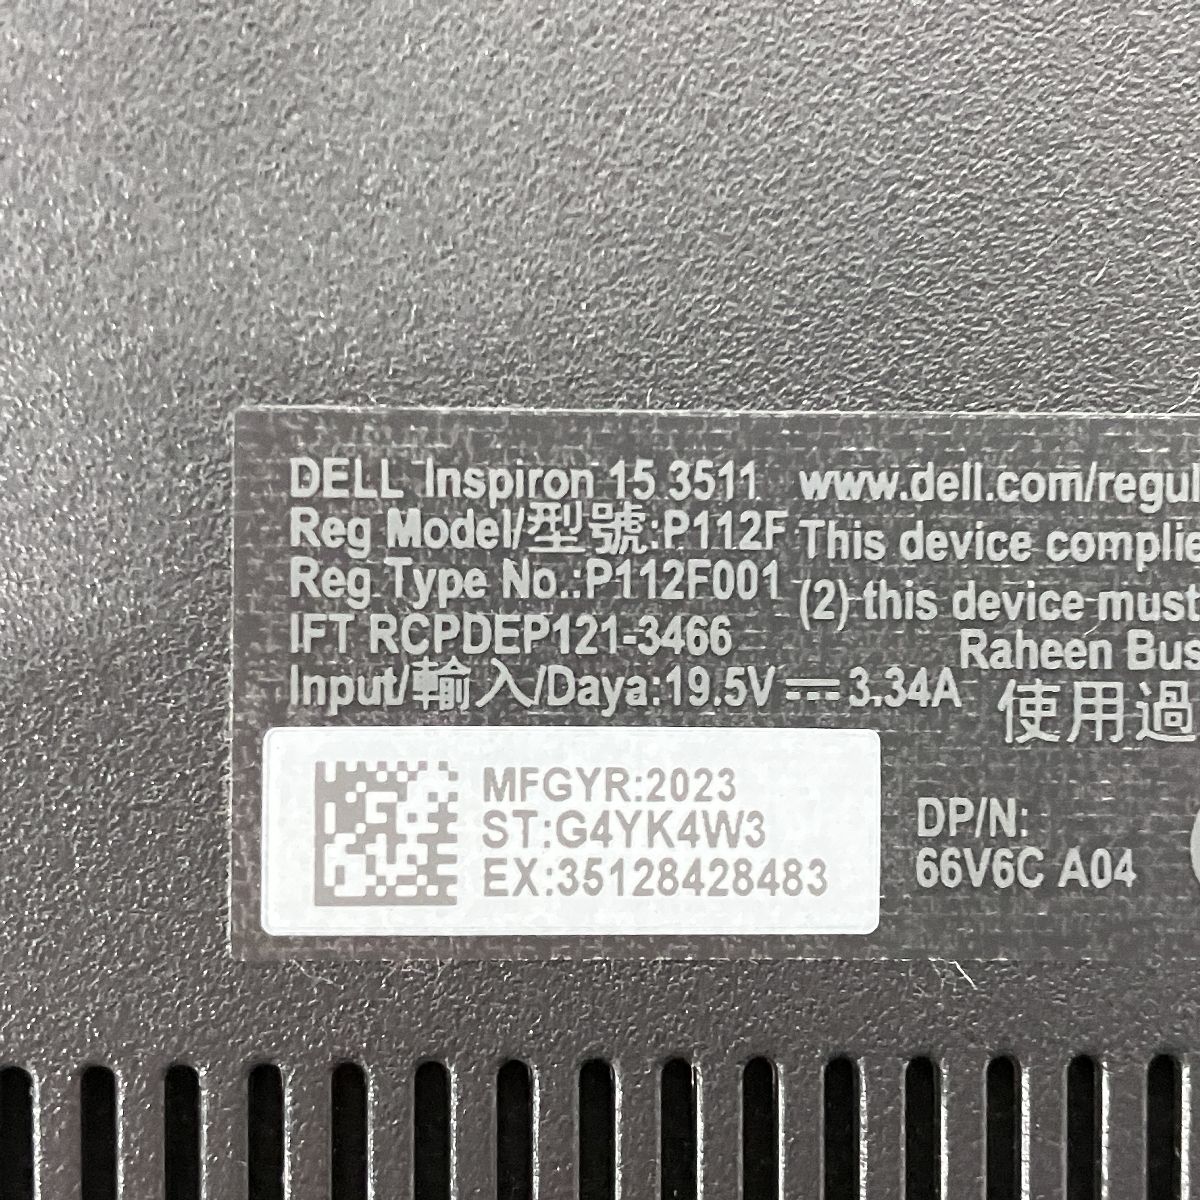 DELL Inspiron 15 3511
Reg Model/型號:P112F
Reg Type No.:P112F001
IFT RCPDEP121-3466
Input/輸入/Daya:19.5V ⎓ 3.34A
www.dell.com/regul
This device complie
(2) this device must
Raheen Bus
使用過
MFGYR:2023
ST:G4YK4W3
EX:35128428483
DP/N:
66V6C A04